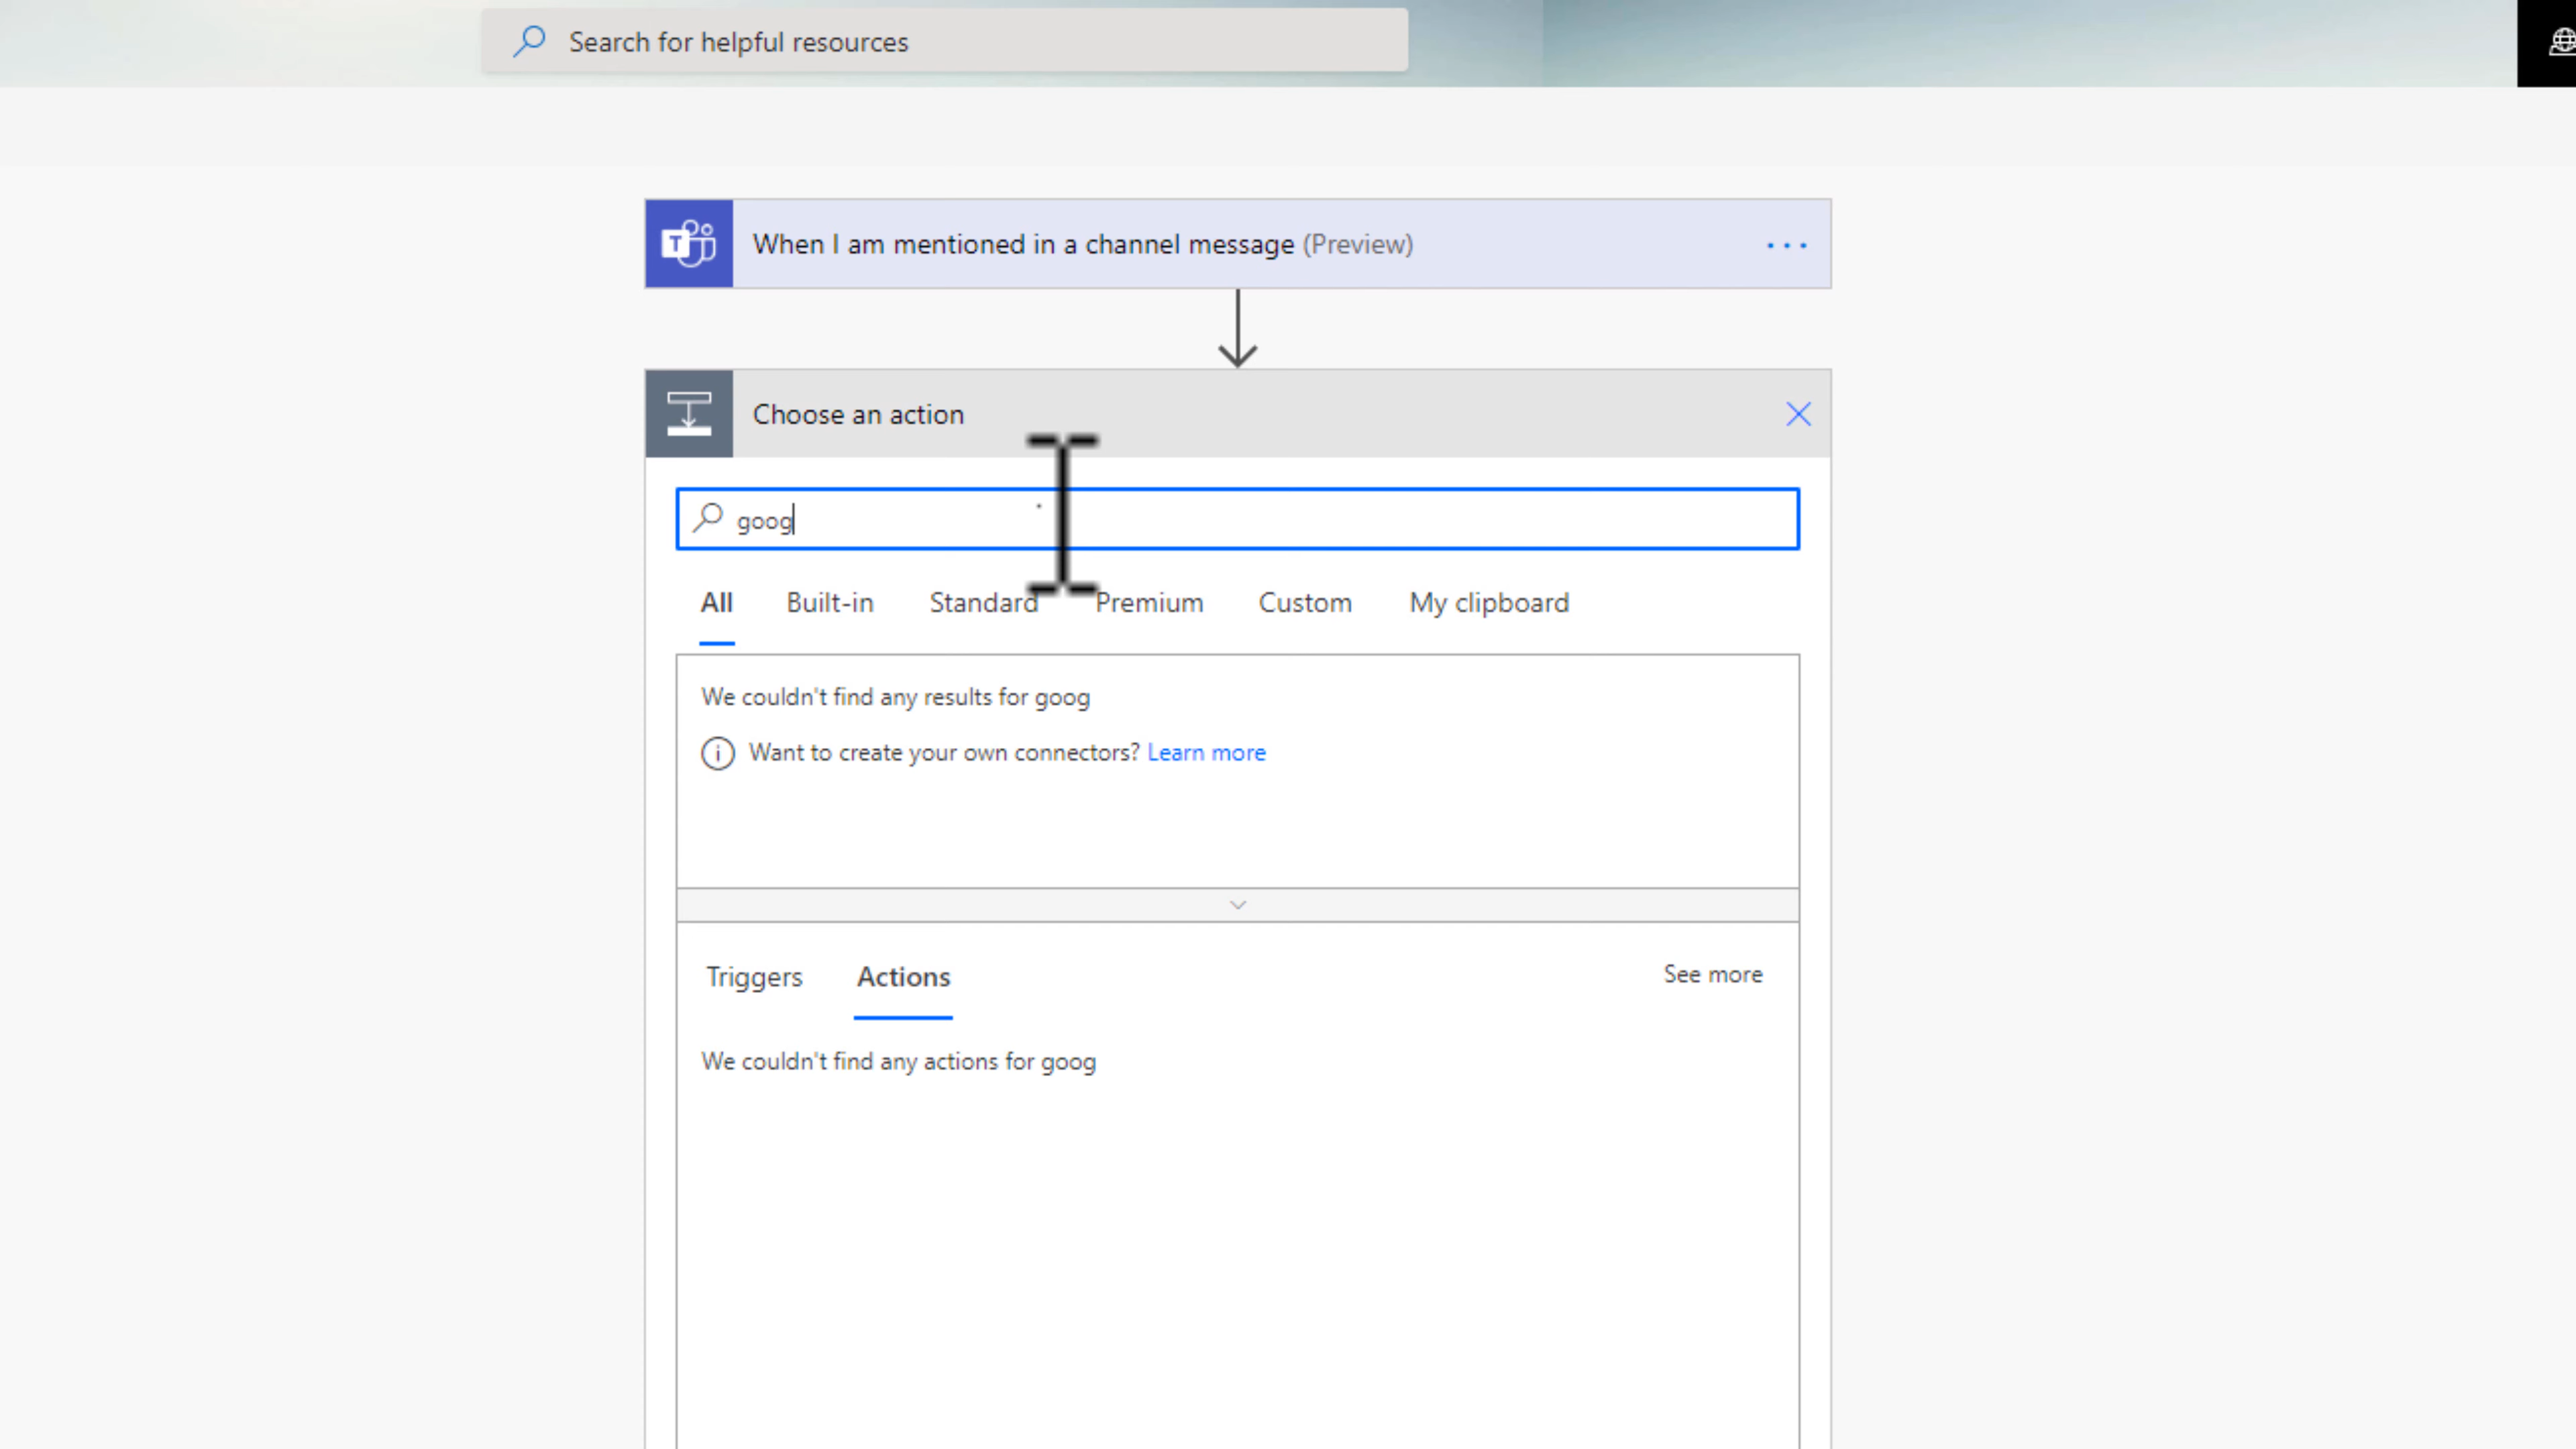 Search for helpful resources
T
When I am mentioned in a channel message (Preview)
Choose an action
goog
All Built-in Standard Premium Custom My clipboard
We couldn't find any results for goog
Want to create your own connectors? Learn more
Triggers Actions See more
We couldn't find any actions for goog